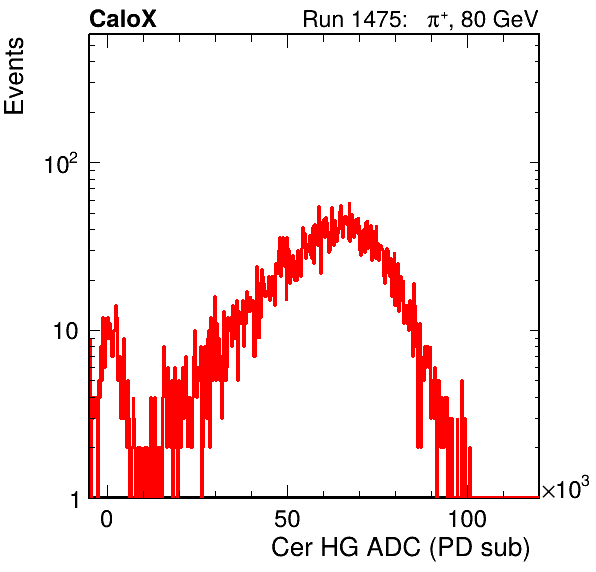 CaloX Run 1475: π⁺, 80 GeV
Events
10²
10
1
0 50 100 ×10³
Cer HG ADC (PD sub)